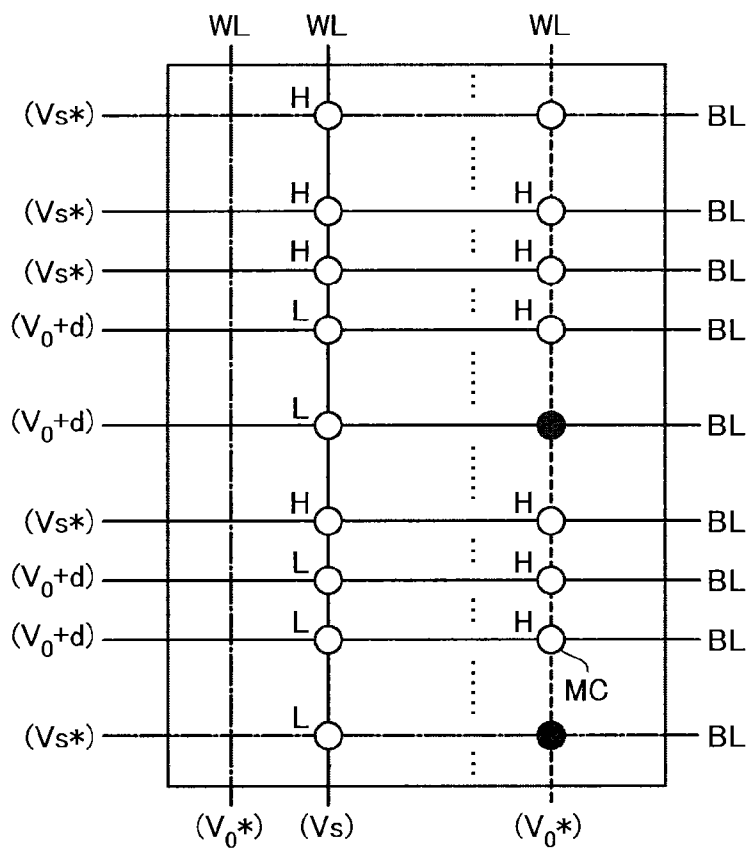 WL WL WL
(Vs*) H BL
(Vs*) H H BL
(Vs*) H H BL
(V₀+d) L H BL
(V₀+d) L BL
(Vs*) H H BL
(V₀+d) L H BL
(V₀+d) L H BL
MC
(Vs*) L BL
(V₀*) (Vs) (V₀*)